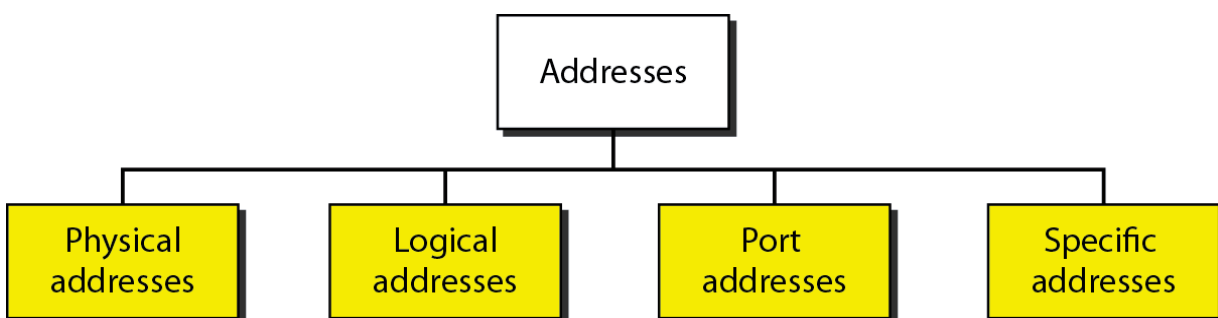 Addresses
Physical
addresses
Logical
addresses
Port
addresses
Specific
addresses